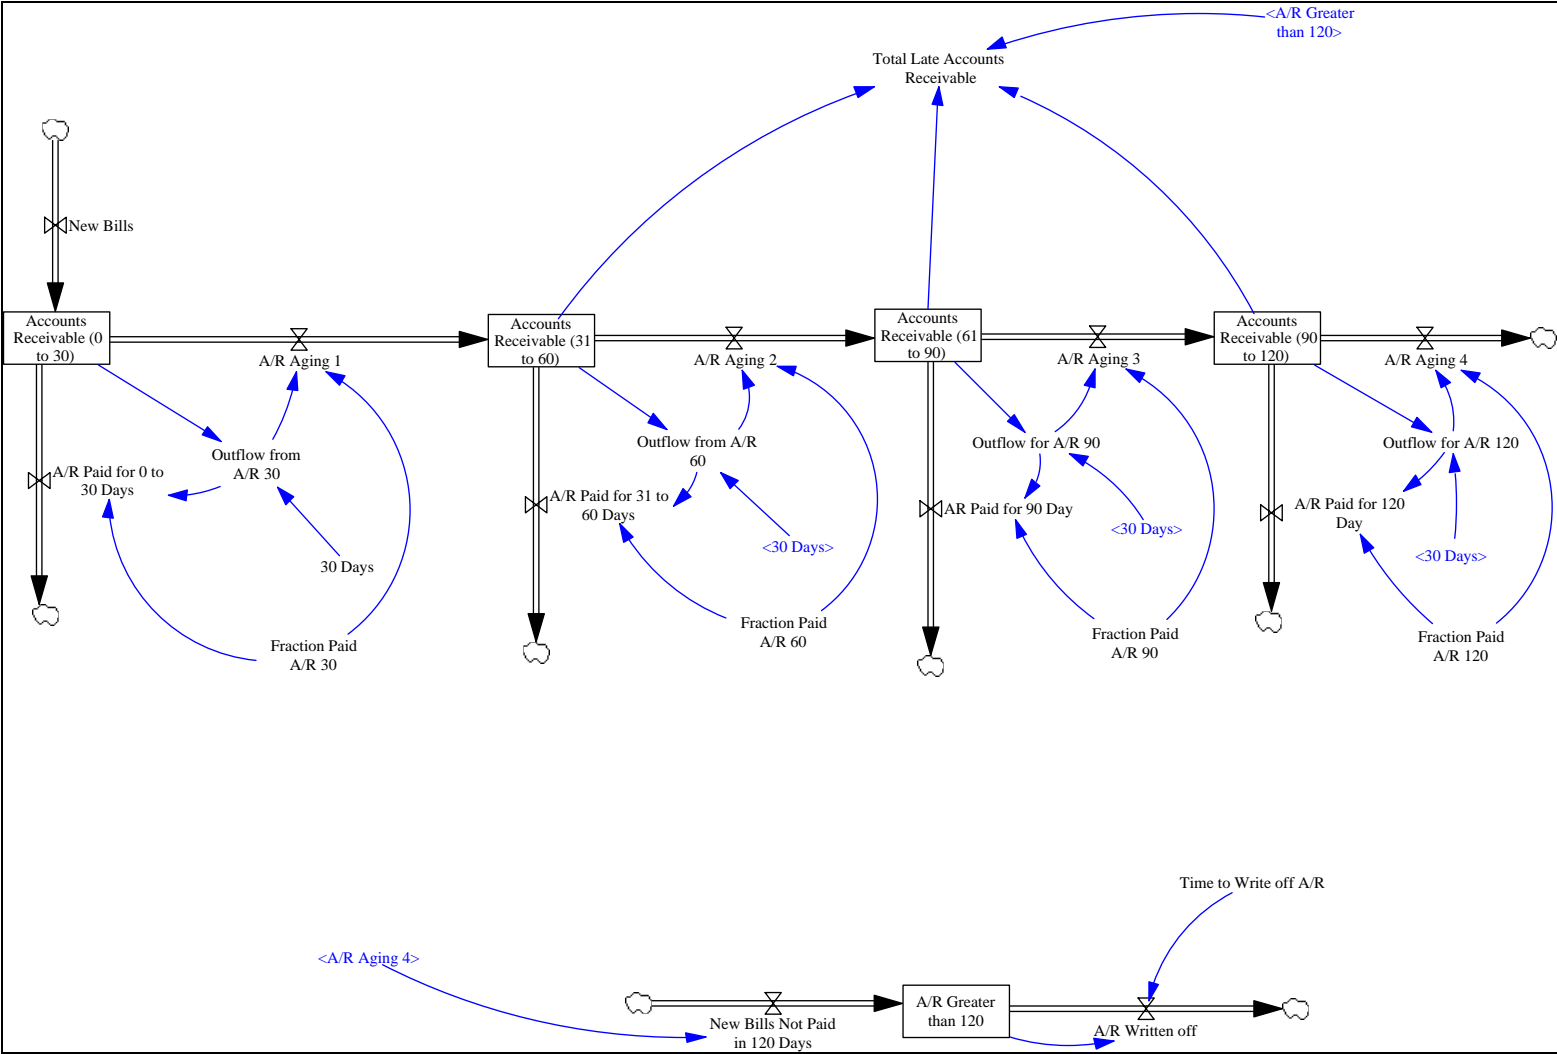 <A/R Greater
than 120>
Total Late Accounts
Receivable
New Bills
Accounts
Receivable (0
to 30)
A/R Aging 1
Accounts
Receivable (31
to 60)
A/R Aging 2
Accounts
Receivable (61
to 90)
A/R Aging 3
Accounts
Receivable (90
to 120)
A/R Aging 4
Outflow from
A/R 30
A/R Paid for 0 to
30 Days
30 Days
Fraction Paid
A/R 30
Outflow from A/R
60
A/R Paid for 31 to
60 Days
<30 Days>
Fraction Paid
A/R 60
Outflow for A/R 90
AR Paid for 90 Day
<30 Days>
Fraction Paid
A/R 90
Outflow for A/R 120
A/R Paid for 120
Day
<30 Days>
Fraction Paid
A/R 120
Time to Write off A/R
<A/R Aging 4>
New Bills Not Paid
in 120 Days
A/R Greater
than 120
A/R Written off